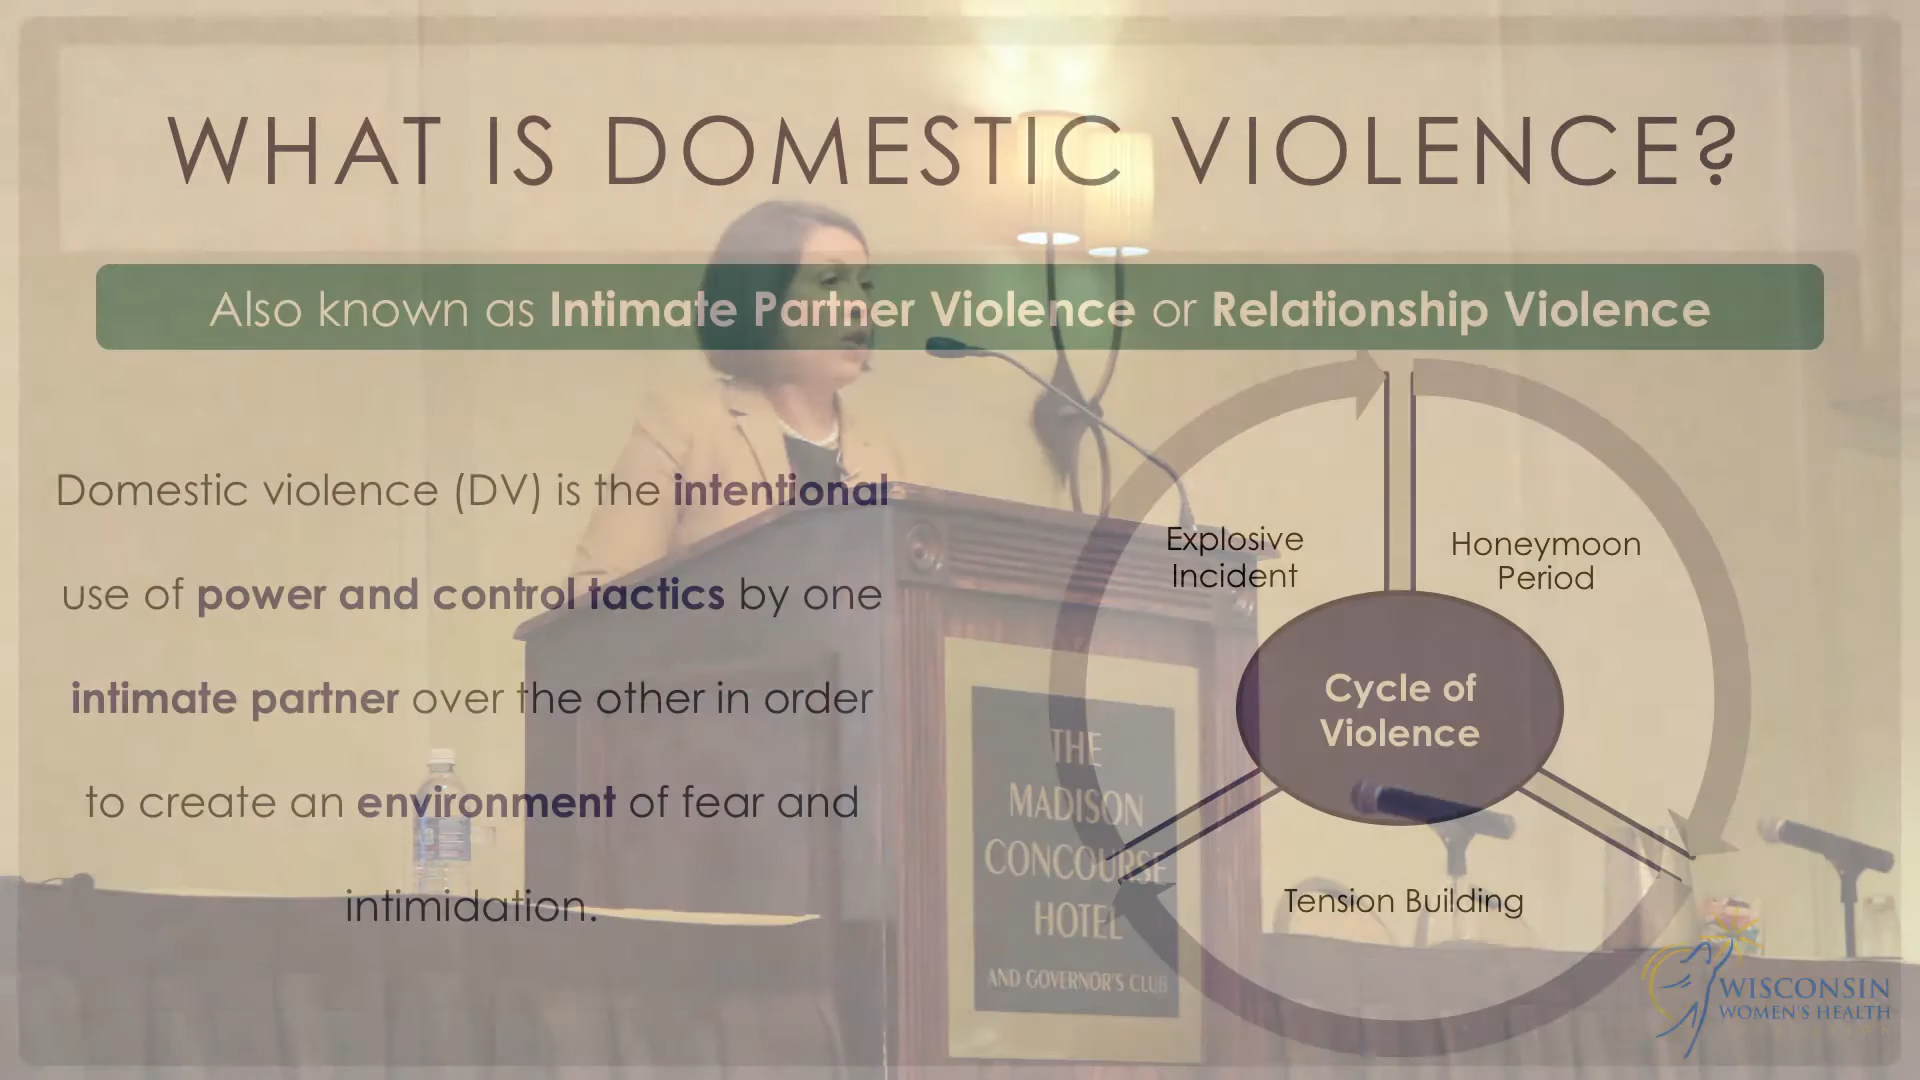 WHAT IS DOMESTIC VIOLENCE?
Also known as Intimate Partner Violence or Relationship Violence
Domestic violence (DV) is the intentional
use of power and control tactics by one
intimate partner over the other in order
to create an environment of fear and
intimidation.
Explosive
Incident
Honeymoon
Period
Cycle of
Violence
Tension Building
THE
MADISON
CONCOURSE
HOTEL
AND GOVERNOR'S CLUB
WISCONSIN
WOMEN'S HEALTH